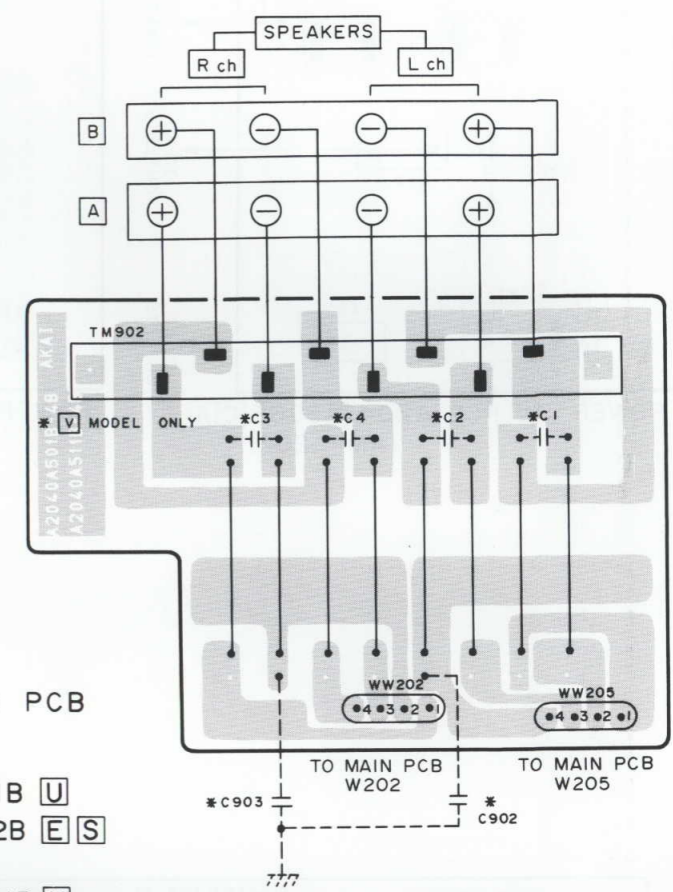 SPEAKERS
R ch L ch
B + − − +
A + − − +
TM902
* V MODEL ONLY
*C3 *C4 *C2 *C1
AKAI
PCB
WW202 WW205
4 3 2 1 4 3 2 1
TO MAIN PCB W202
TO MAIN PCB W205
B U
*C903 * C902
2B E S